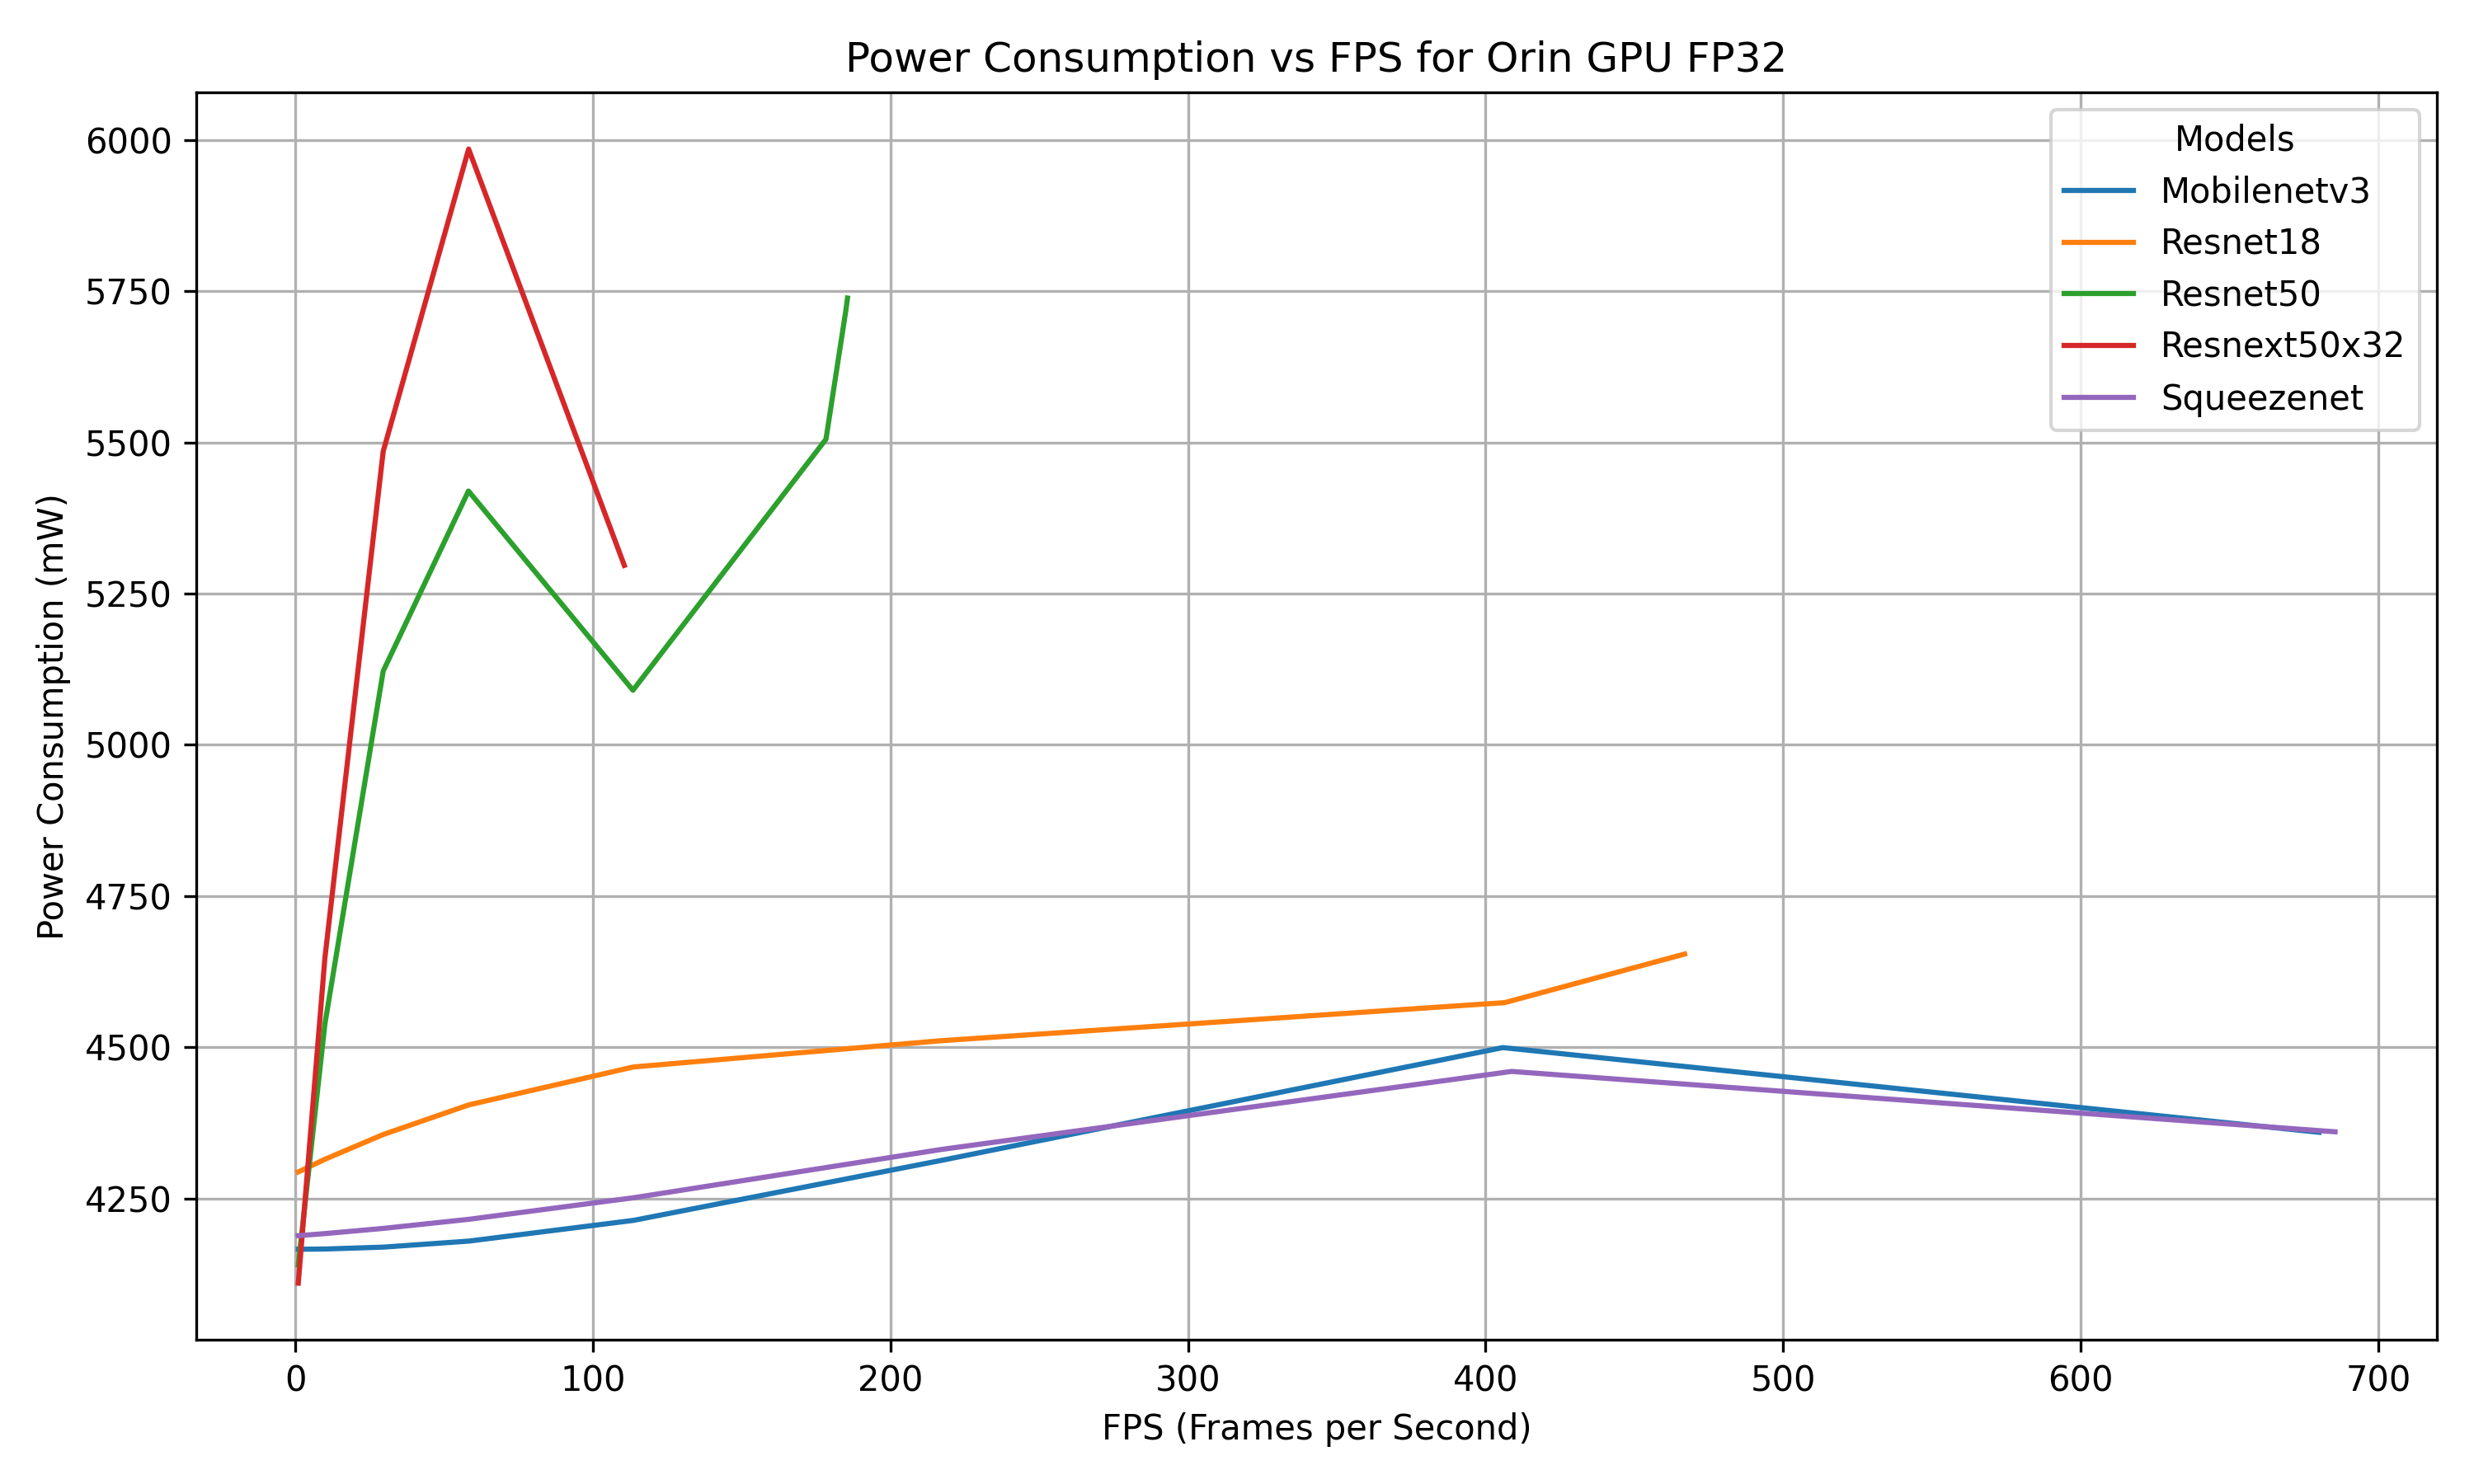 Power Consumption vs FPS for Orin GPU FP32
Models
Mobilenetv3
Resnet18
Resnet50
Resnext50x32
Squeezenet
Power Consumption (mW)
6000
5750
5500
5250
5000
4750
4500
4250
0 100 200 300 400 500 600 700
FPS (Frames per Second)